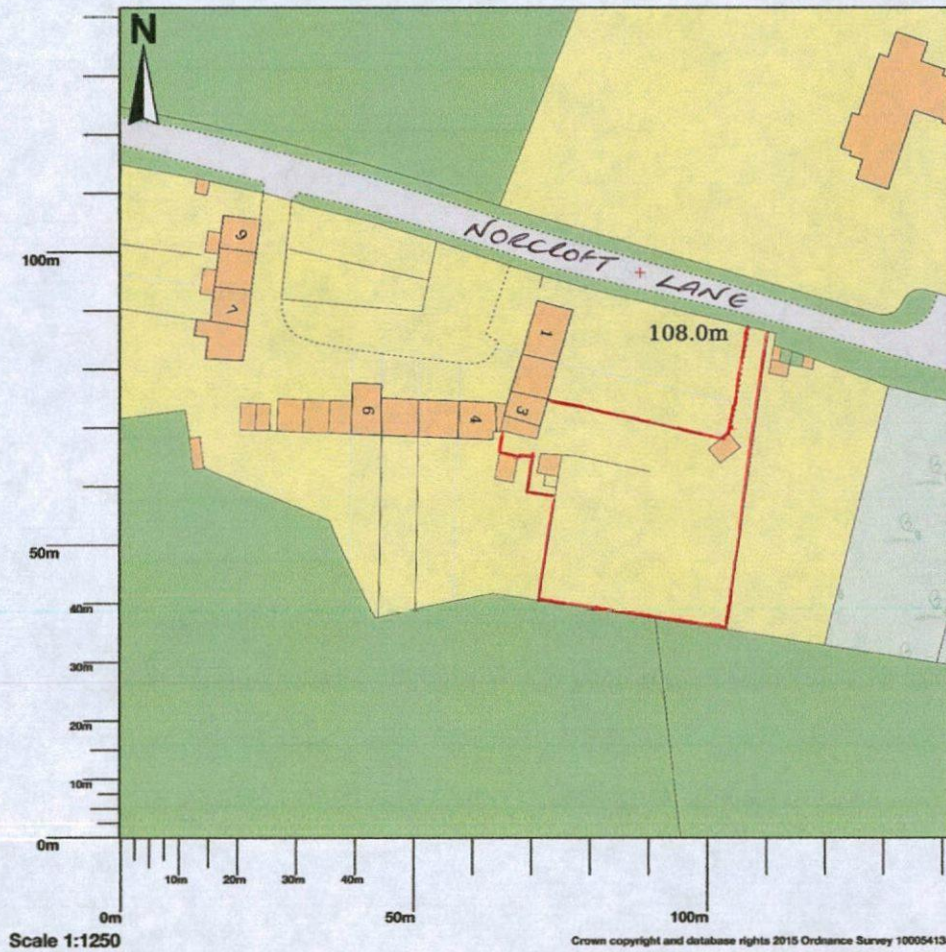 N
NORCROFT LANE
100m
108.0m
9
7
1
6
3
4
50m
40m
30m
20m
10m
0m
10m 20m 30m 40m
0m 50m 100m
Scale 1:1250
Crown copyright and database rights 2015 Ordnance Survey 10005413